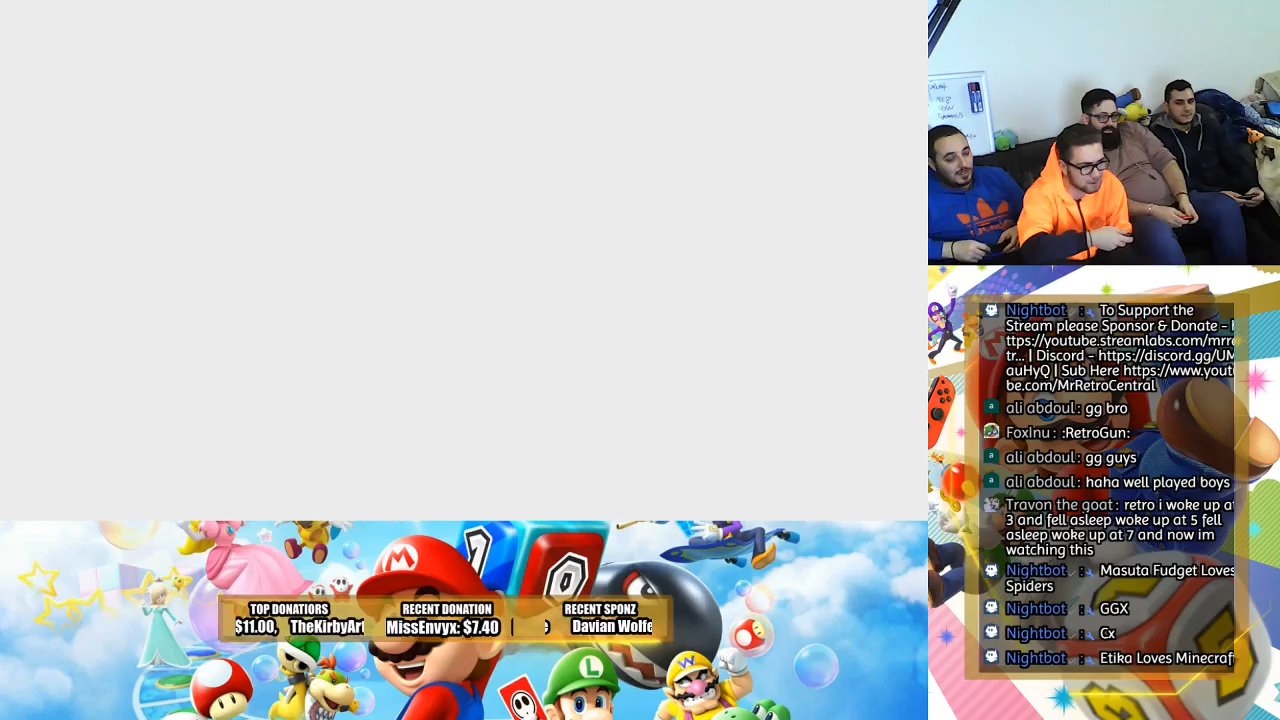 Nightbot : To Support the
Stream please Sponsor & Donate -
ttps://youtube.streamlabs.com/mrre
tr... | Discord - https://discord.gg/UM
auHyQ | Sub Here https://www.yout
be.com/MrRetroCentral
a ali abdoul : gg bro
FoxInu : :RetroGun:
a ali abdoul : gg guys
a ali abdoul : haha well played boys
Travon the goat : retro i woke up at
3 and fell asleep woke up at 5 fell
asleep woke up at 7 and now im
watching this
Nightbot : Masuta Fudget Loves
Spiders
Nightbot : GGX
Nightbot : Cx
Nightbot : Etika Loves Minecraf
TOP DONATIORS
$11.00, TheKirbyArt
RECENT DONATION
MissEnvyx: $7.40 |
RECENT SPONZ
e Davian Wolfe
10
M
L
W